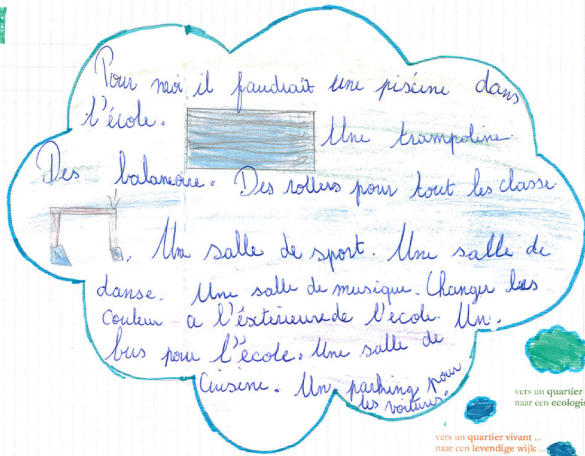 Pour moi il faudrait une piscine dans
l'école.
Une trampoline.
Des balancoire. Des rollers pour tout les classe.
Une salle de sport. Une salle de
danse. Une salle de musique. Changer les
couleur a l'éxterieure de l'école. Un.
bus pour l'école. Une salle de
Cuisine. Un parking pour
les voitures.
vers un quartier
naar een ecologi
vers un quartier vivant ...
naar een levendige wijk ...